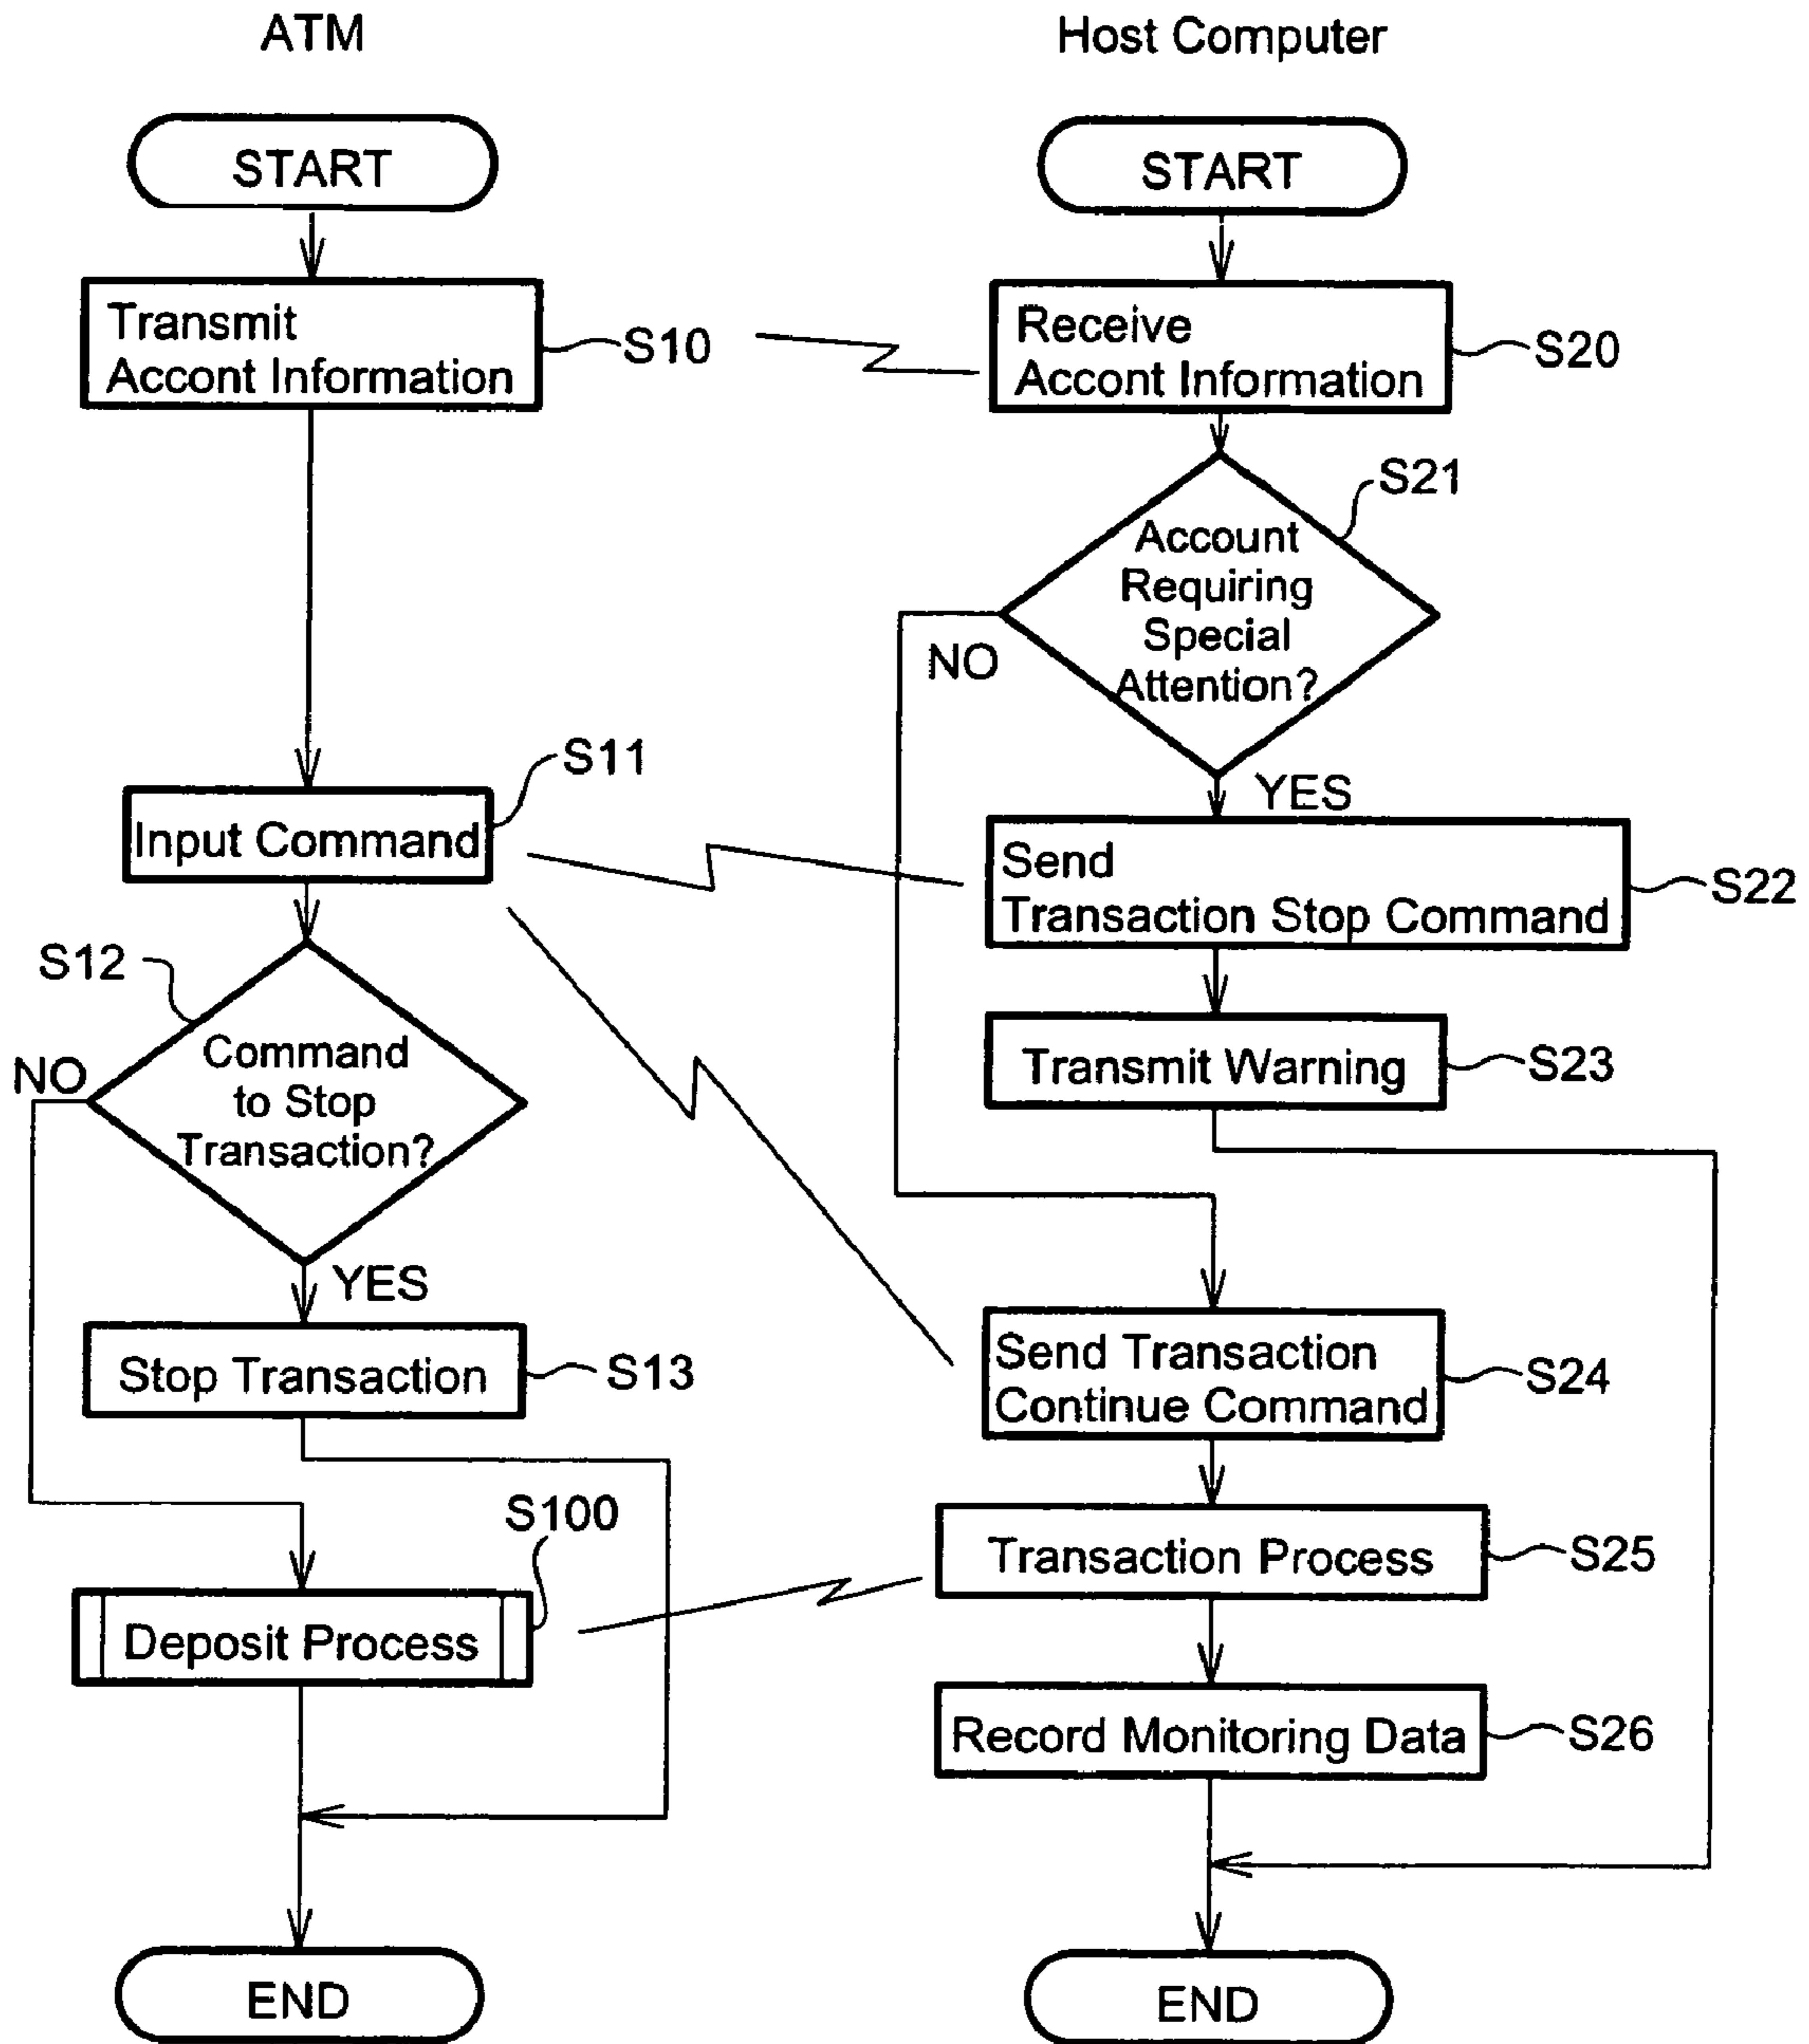 ATM
START
Transmit
Accont Information
S10
S11
Input Command
S12
Command
to Stop
Transaction?
NO
YES
Stop Transaction
S13
S100
Deposit Process
END
Host Computer
START
Receive
Accont Information
S20
S21
Account
Requiring
Special
Attention?
NO
YES
Send
Transaction Stop Command
S22
Transmit Warning
S23
Send Transaction
Continue Command
S24
Transaction Process
S25
Record Monitoring Data
S26
END